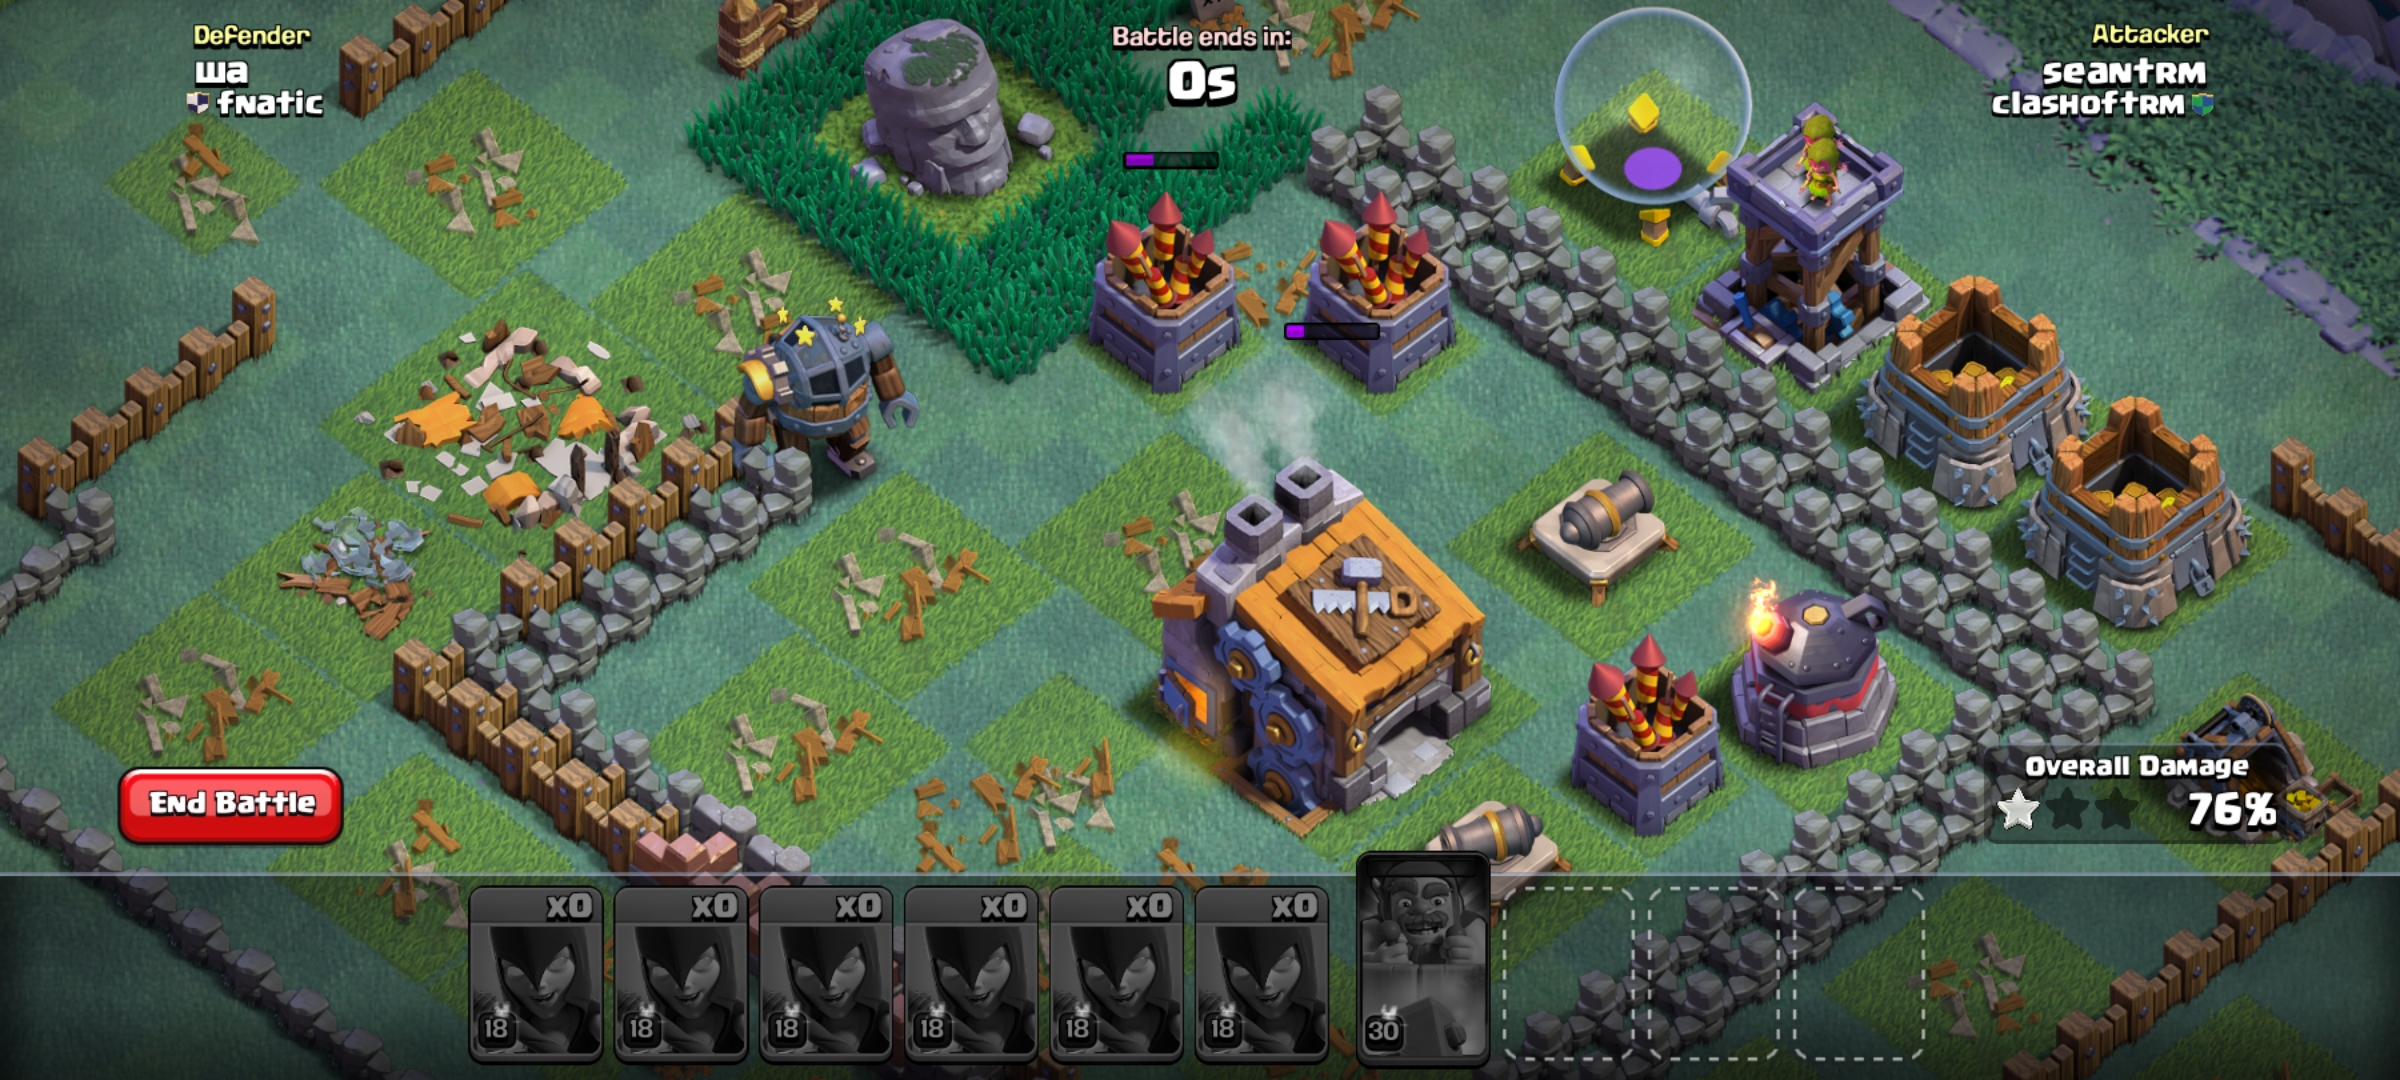 Defender
wa
fnatic
Battle ends in:
0s
Attacker
seantRM
clashoftRM
End Battle
Overall Damage
76%
x0
x0
x0
x0
x0
x0
18
18
18
18
18
18
30